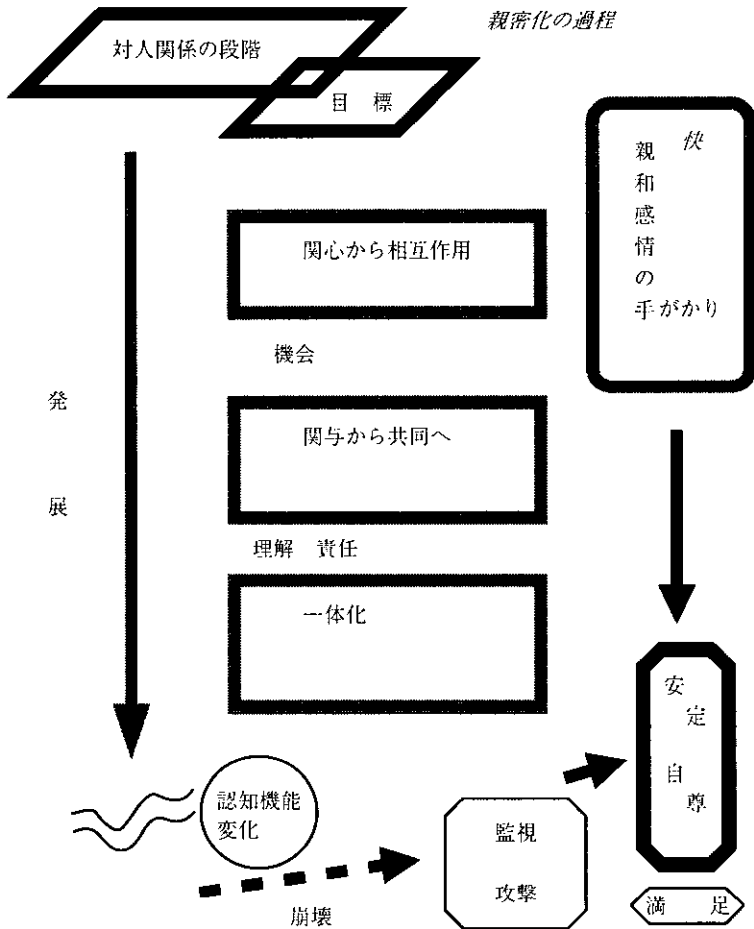 親密化の過程
対人関係の段階
目　標
快
親和感情の手がかり
関心から相互作用
機会
関与から共同へ
発展
理解　責任
一体化
安定
自尊
認知機能
変化
監視
攻撃
崩壊
満　足